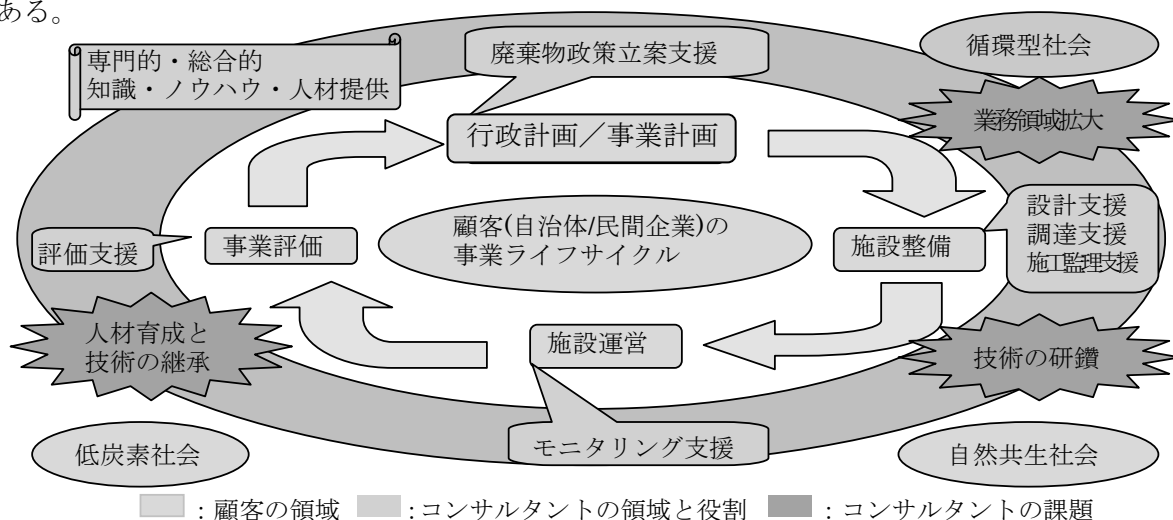 ある。
専門的・総合的
知識・ノウハウ・人材提供
廃棄物政策立案支援
循環型社会
業務領域拡大
行政計画／事業計画
設計支援
調達支援
施工監理支援
顧客(自治体/民間企業)の
事業ライフサイクル
評価支援
事業評価
施設整備
人材育成と
技術の継承
施設運営
技術の研鑽
モニタリング支援
低炭素社会
自然共生社会
：顧客の領域 ：コンサルタントの領域と役割 ：コンサルタントの課題